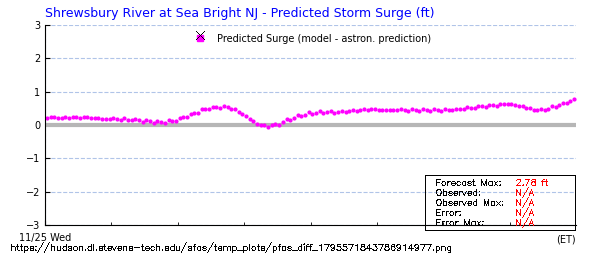 Shrewsbury River at Sea Bright NJ - Predicted Storm Surge (ft)
3
Predicted Surge (model - astron. prediction)
2
1
0
−1
−2
−3
Forecast Max: 2.78 ft
Observed: N/A
Observed Max: N/A
Error: N/A
Error Max: N/A
11/25 Wed
(ET)
https://hudson.dl.stevens-tech.edu/sfas/temp_plots/pfas_diff_1795571843786914977.png